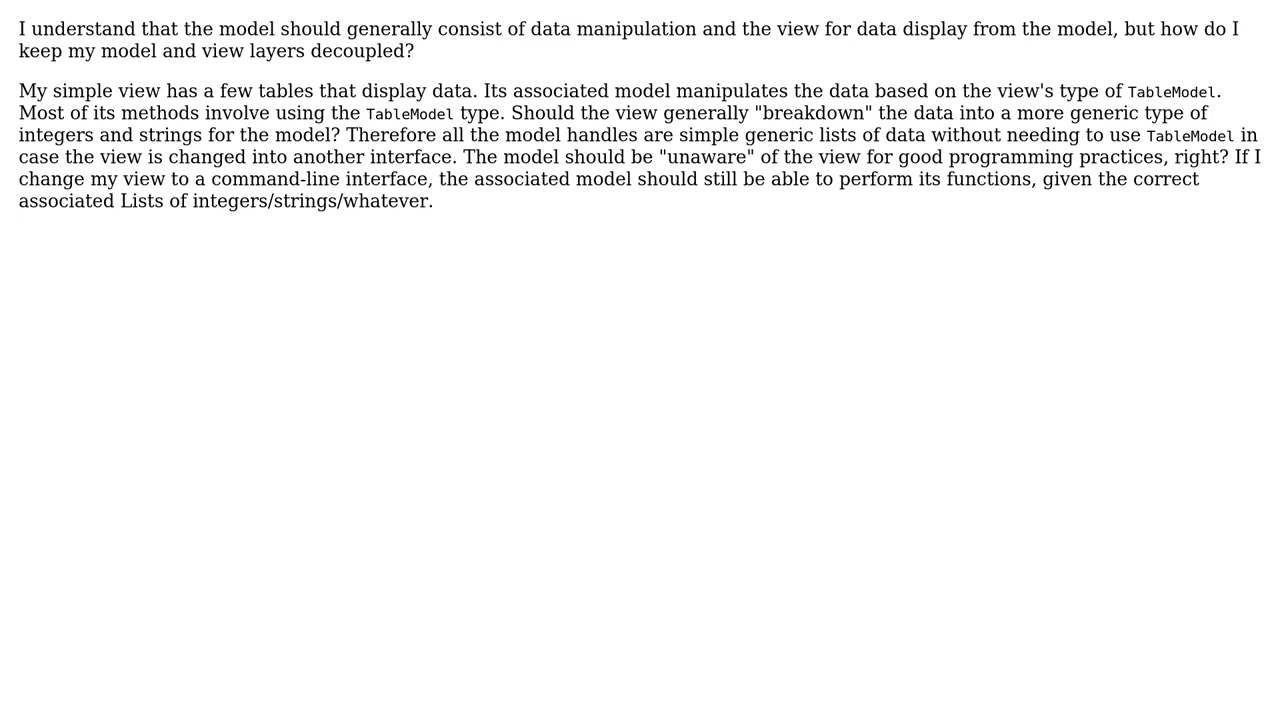 I understand that the model should generally consist of data manipulation and the view for data display from the model, but how do I
keep my model and view layers decoupled?
My simple view has a few tables that display data. Its associated model manipulates the data based on the view's type of TableModel.
Most of its methods involve using the TableModel type. Should the view generally "breakdown" the data into a more generic type of
integers and strings for the model? Therefore all the model handles are simple generic lists of data without needing to use TableModel in
case the view is changed into another interface. The model should be "unaware" of the view for good programming practices, right? If I
change my view to a command-line interface, the associated model should still be able to perform its functions, given the correct
associated Lists of integers/strings/whatever.